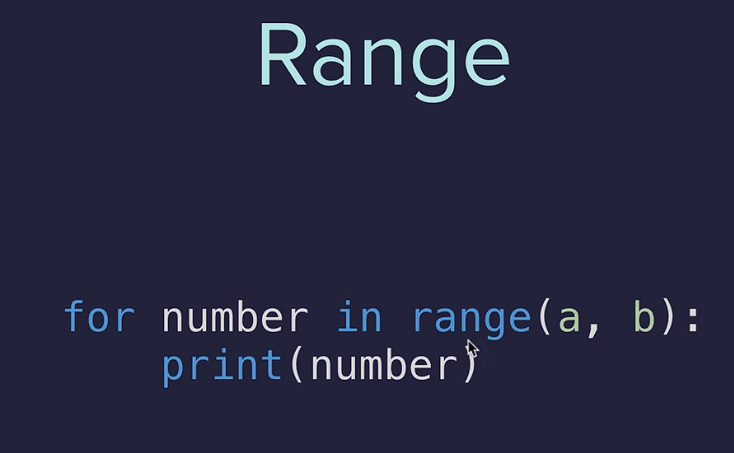 Range
for number in range(a, b):
    print(number)